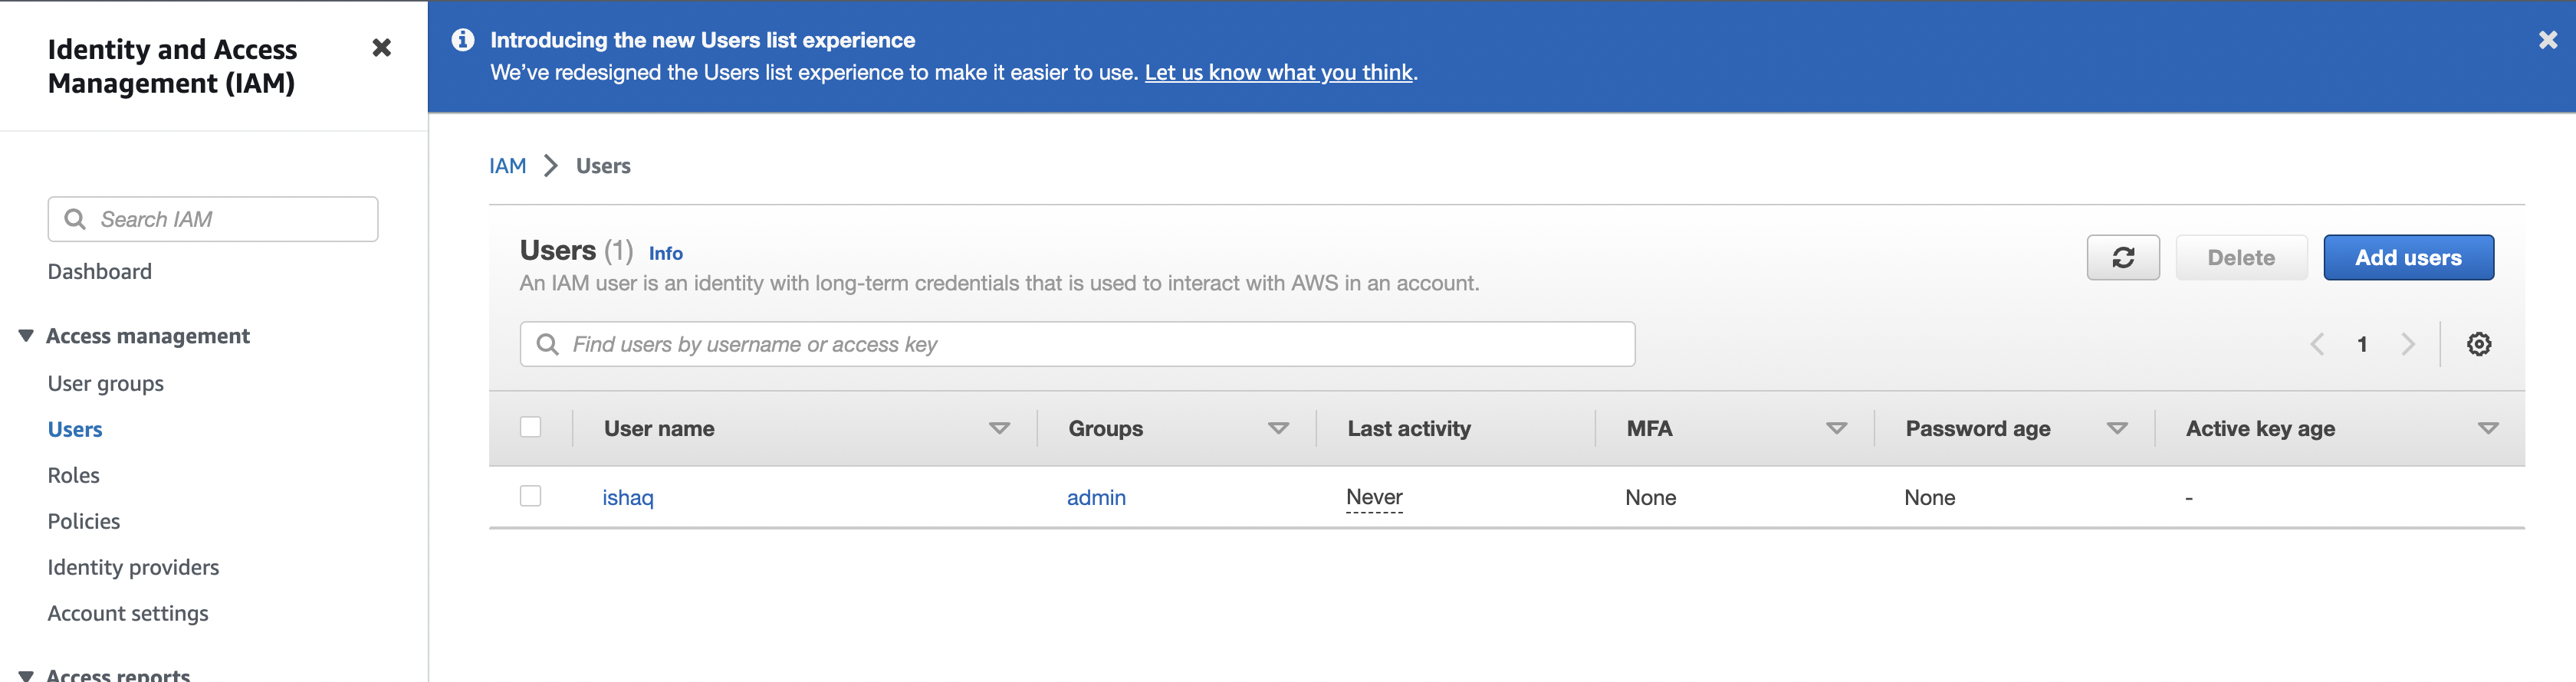 Identity and Access
Management (IAM)
Search IAM
Dashboard
Access management
User groups
Users
Roles
Policies
Identity providers
Account settings
Access reports
Introducing the new Users list experience
We've redesigned the Users list experience to make it easier to use. Let us know what you think.
IAM Users
Users (1) Info
An IAM user is an identity with long-term credentials that is used to interact with AWS in an account.
Delete Add users
Find users by username or access key
1
User name Groups Last activity MFA Password age Active key age
ishaq admin Never None None -